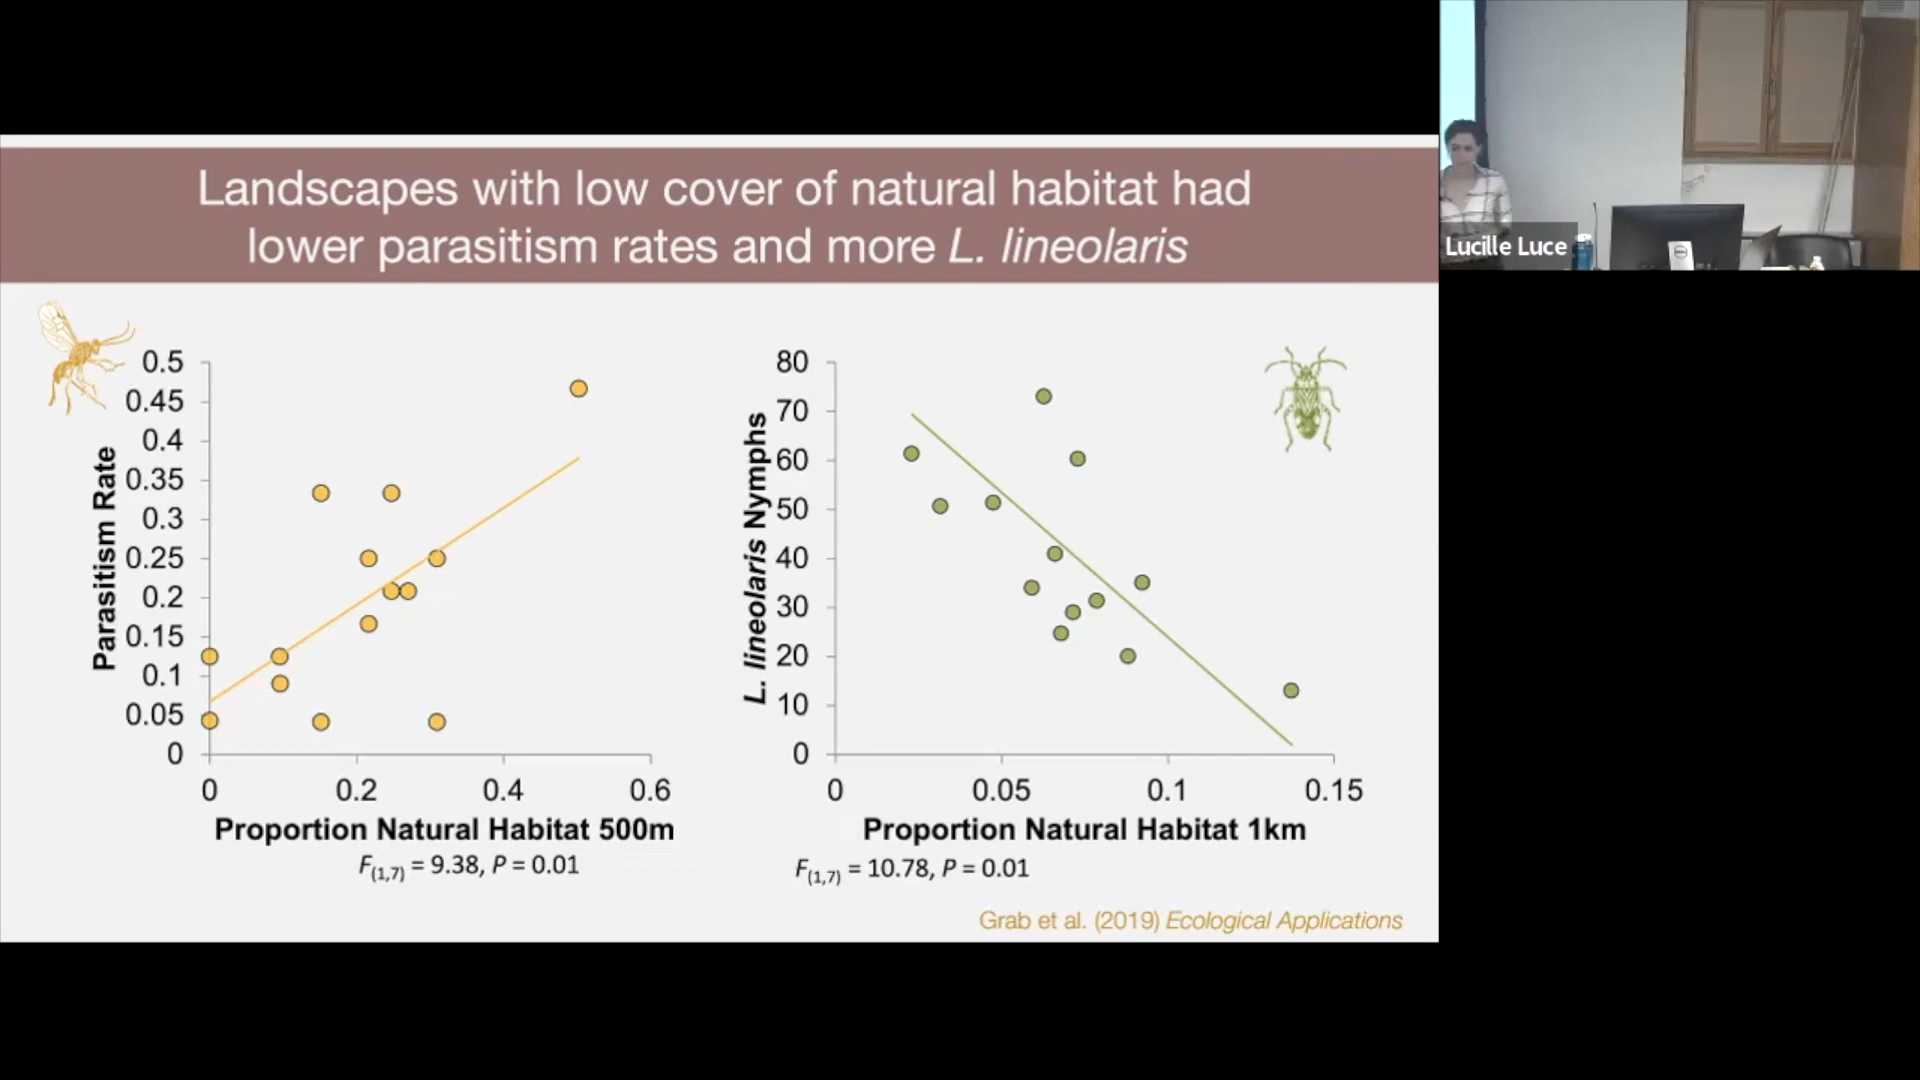 Landscapes with low cover of natural habitat had
lower parasitism rates and more L. lineolaris
Lucille Luce
Parasitism Rate
0.5
0.45
0.4
0.35
0.3
0.25
0.2
0.15
0.1
0.05
0
0
0.2
0.4
0.6
Proportion Natural Habitat 500m
F(1,7) = 9.38, P = 0.01
L. lineolaris Nymphs
80
70
60
50
40
30
20
10
0
0
0.05
0.1
0.15
Proportion Natural Habitat 1km
F(1,7) = 10.78, P = 0.01
Grab et al. (2019) Ecological Applications